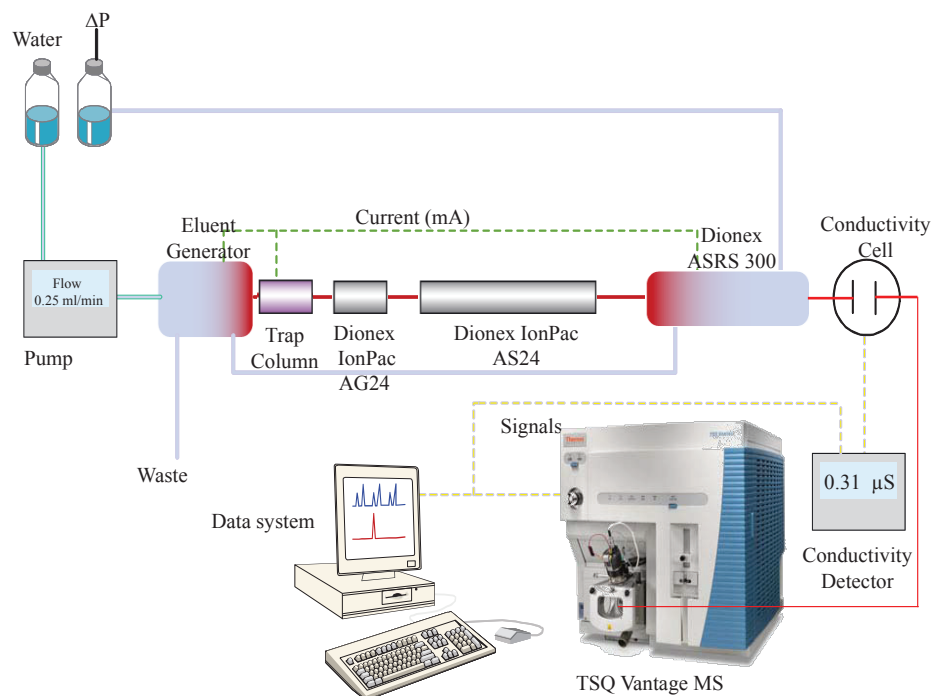 ΔP
Water
Current (mA)
Eluent
Generator
Dionex
ASRS 300
Conductivity
Cell
Flow
0.25 ml/min
Pump
Trap
Column
Dionex
IonPac
AG24
Dionex IonPac
AS24
Waste
Signals
Thermo
0.31 µS
Data system
Conductivity
Detector
TSQ Vantage MS